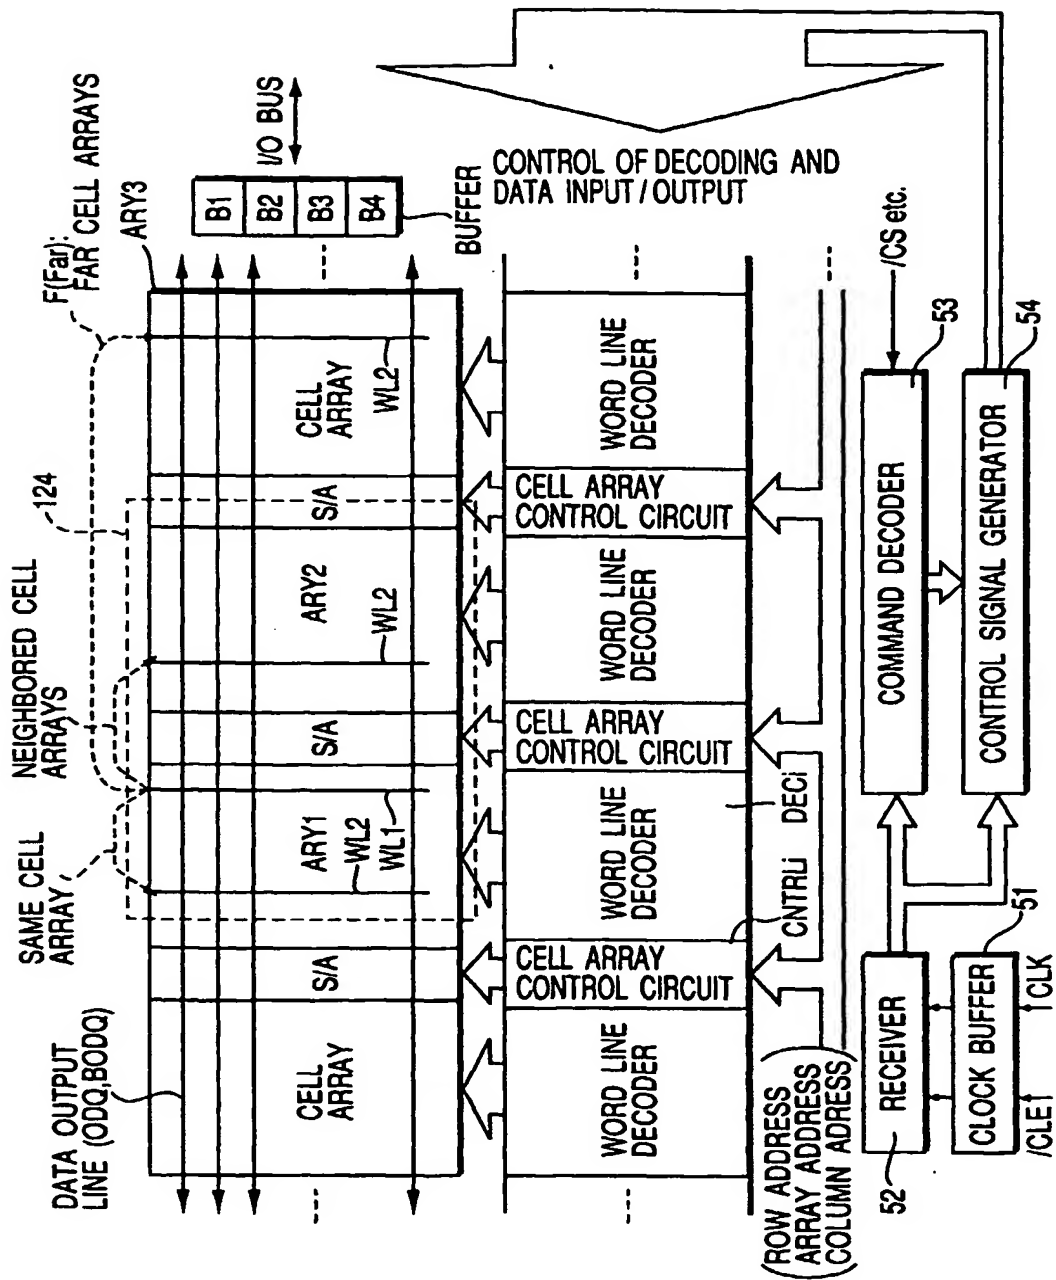 DATA OUTPUT
LINE (ODQ,BODQ)
SAME CELL
ARRAY
NEIGHBORED CELL
ARRAYS
124
F(Far):
FAR CELL ARRAYS
ARY3
CELL
ARRAY
S/A
ARY1
WL2
WL1
S/A
ARY2
WL2
S/A
CELL
ARRAY
WL2
B1
B2
B3
B4
I/O BUS
BUFFER
WORD LINE
DECODER
CELL ARRAY
CONTROL CIRCUIT
WORD LINE
DECODER
CELL ARRAY
CONTROL CIRCUIT
WORD LINE
DECODER
CELL ARRAY
CONTROL CIRCUIT
WORD LINE
DECODER
CONTROL OF DECODING AND
DATA INPUT/OUTPUT
CNTRLi
DECi
ROW ADDRESS
ARRAY ADDRESS
COLUMN ADRESS
52
RECEIVER
COMMAND DECODER
/CS etc.
53
CLOCK BUFFER
51
CONTROL SIGNAL GENERATOR
54
/CLE1
CLK